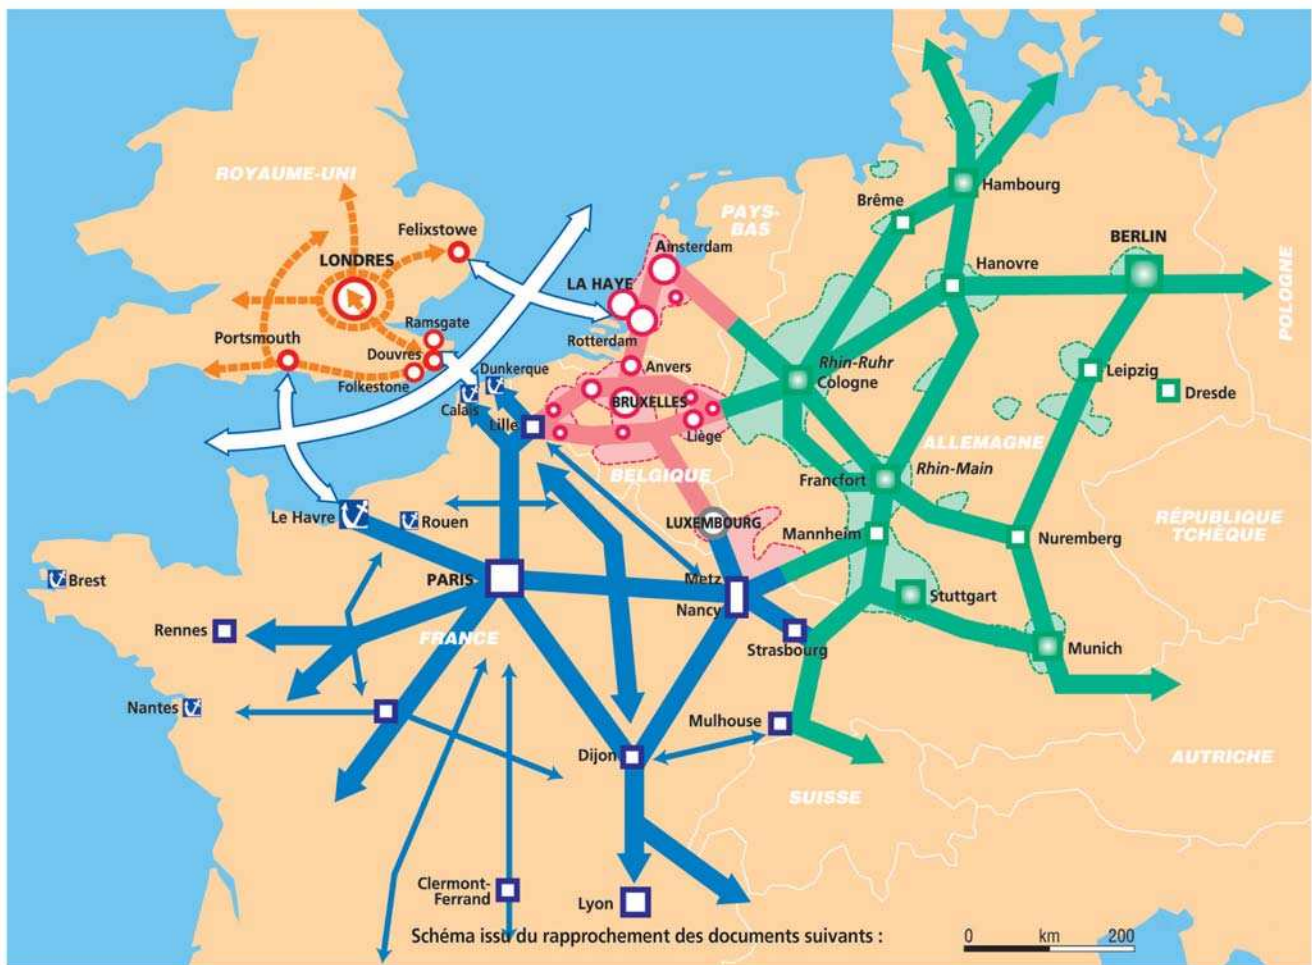 ROYAUME-UNI
Felixstowe
LONDRES
Portsmouth
Ramsgate
Douvres
Folkestone
PAYS-
BAS
Amsterdam
LA HAYE
Rotterdam
Anvers
BRUXELLES
Liège
BELGIQUE
LUXEMBOURG
Dunkerque
Calais
Lille
Hambourg
Brême
Hanovre
BERLIN
POLOGNE
Rhin-Ruhr
Cologne
Leipzig
Dresde
ALLEMAGNE
Rhin-Main
Francfort
Mannheim
Nuremberg
RÉPUBLIQUE
TCHÈQUE
Stuttgart
Munich
Le Havre
Rouen
Brest
PARIS
Metz
Nancy
Rennes
FRANCE
Strasbourg
Nantes
Mulhouse
Dijon
AUTRICHE
SUISSE
Clermont-
Ferrand
Lyon
Schéma issu du rapprochement des documents suivants :
0 km 200